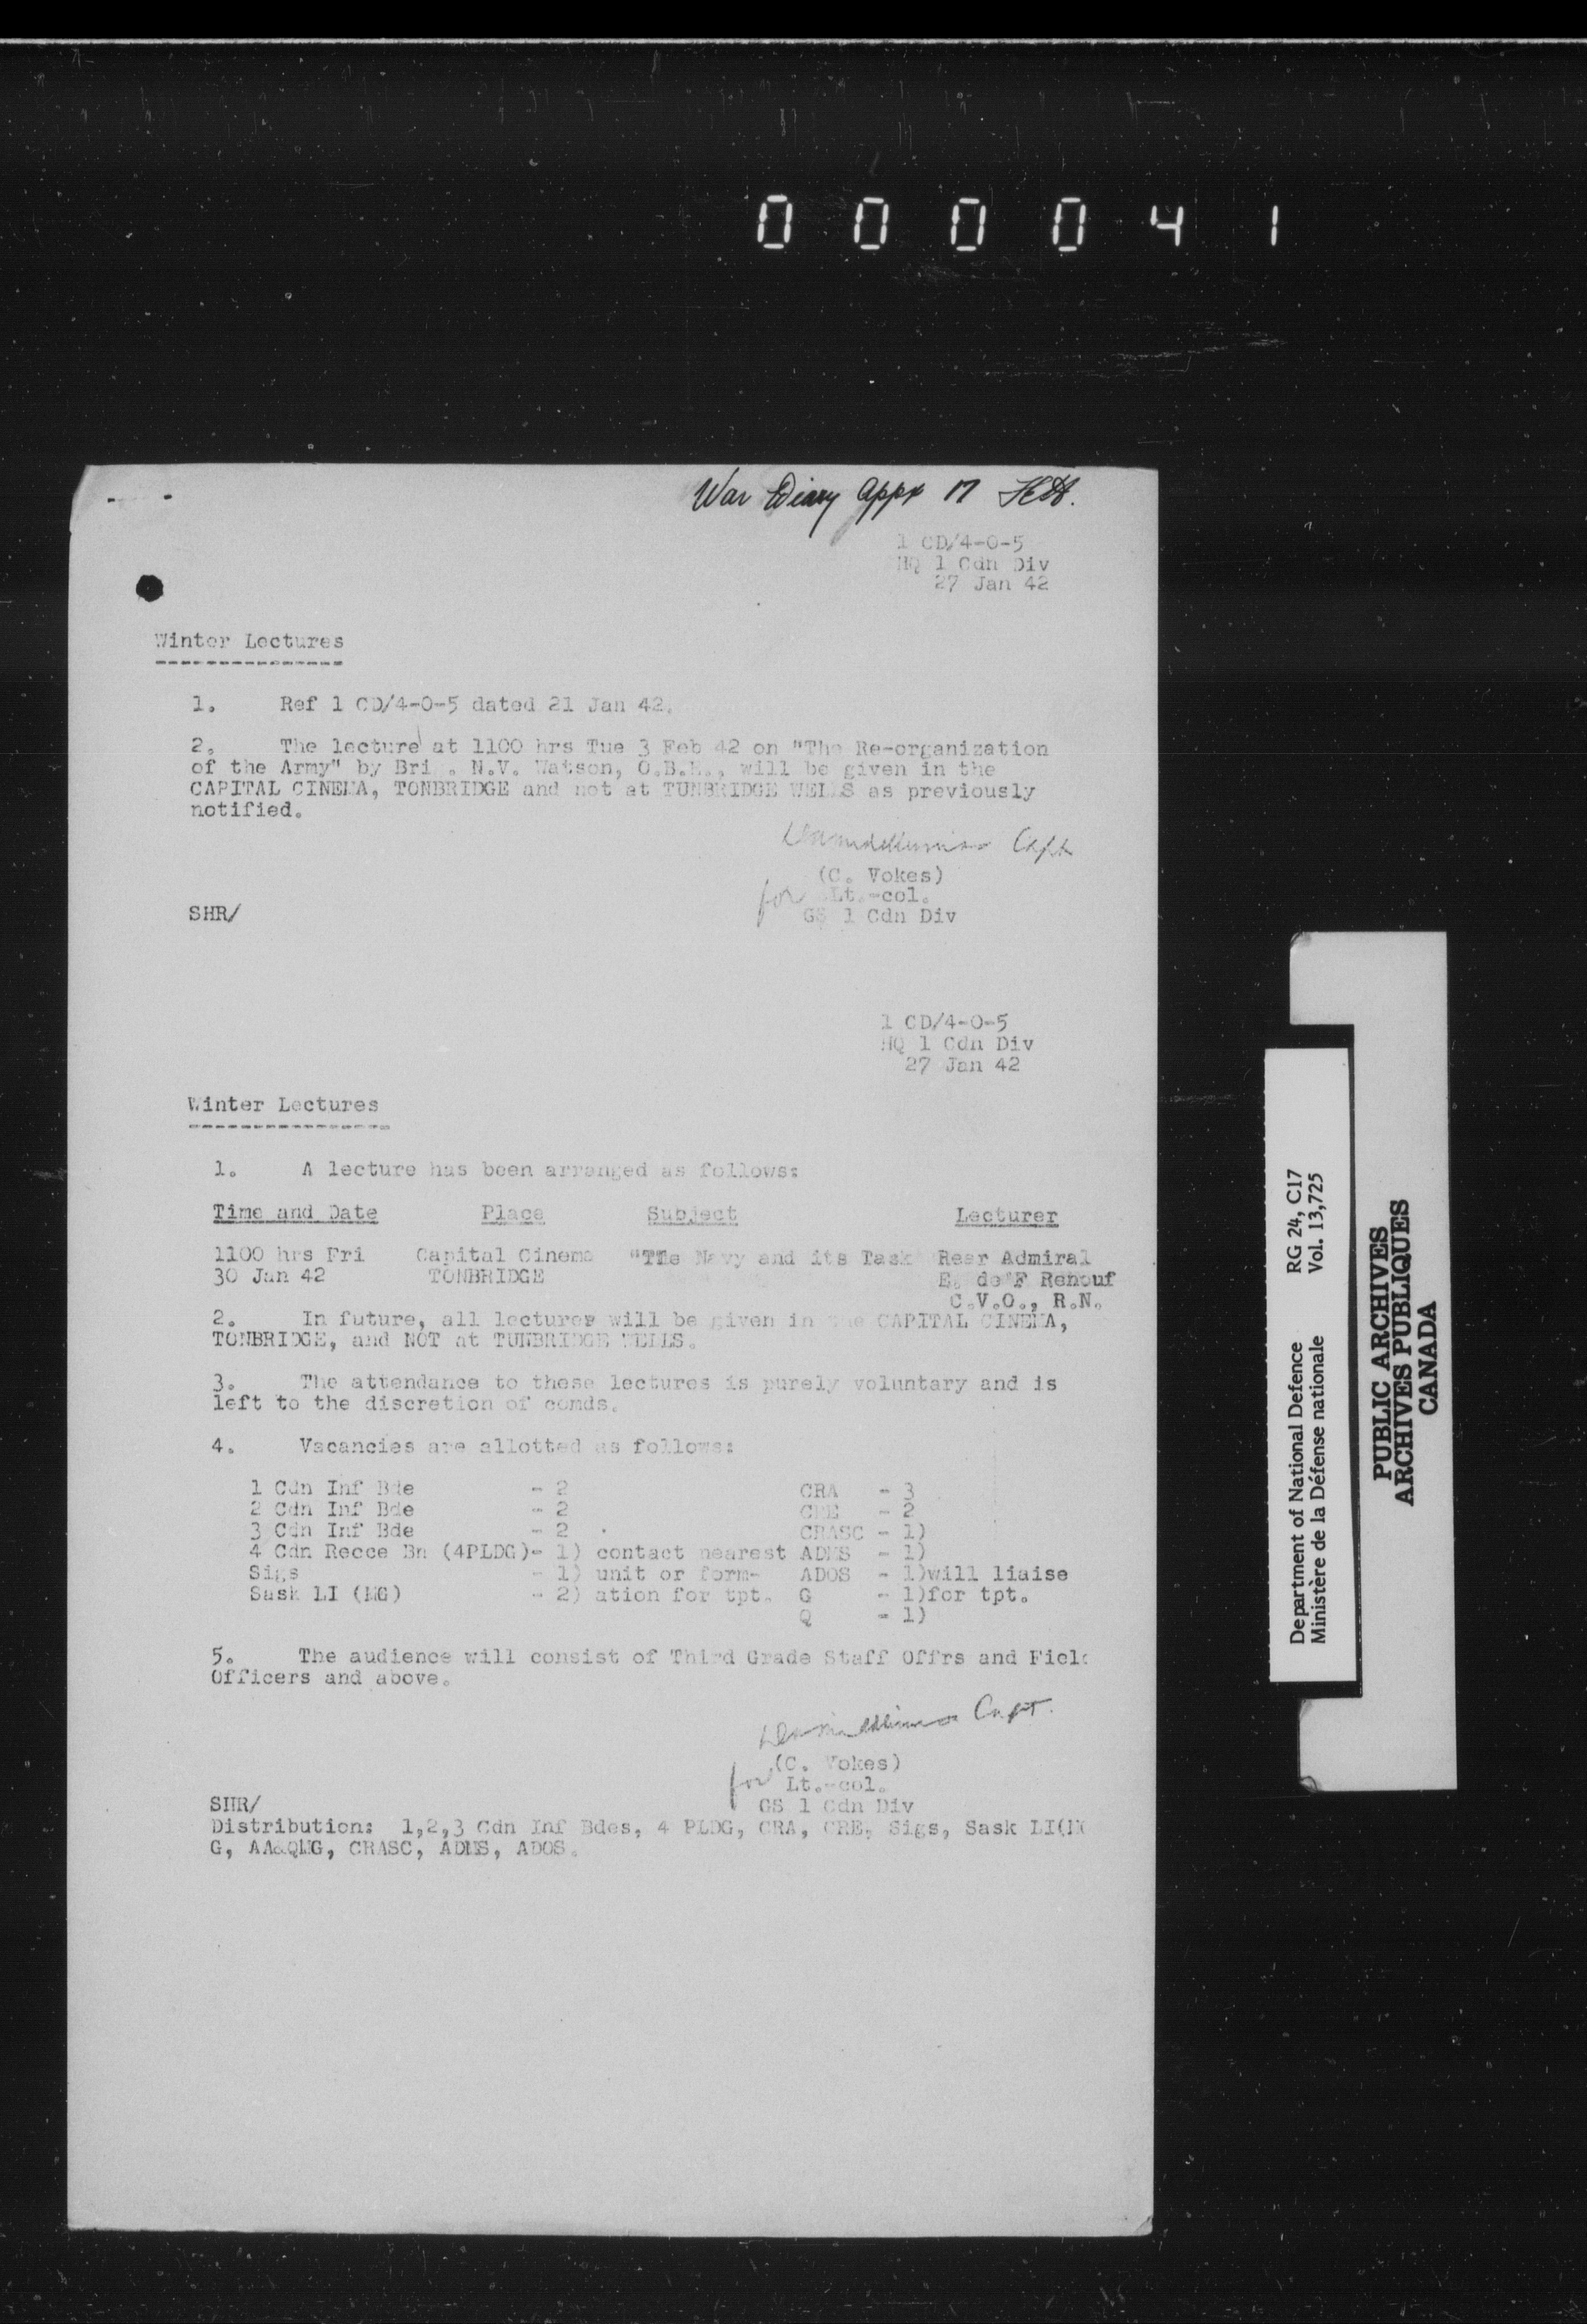 000041
War Diary Appx 17
1 CD/4-0-5
HQ 1 Cdn Div
27 Jan 42
Winter Lectures
1. Ref 1 CD/4-0-5 dated 21 Jan 42.
2. The lecture at 1100 hrs Tue 3 Feb 42 on "The Re-organization
of the Army" by Bri . N.V. Watson, O.B.E., will be given in the
CAPITAL CINEMA, TONBRIDGE and not at TUNBRIDGE WELLS as previously
notified.
Capt
(C. Vokes)
for Lt.-col.
GS 1 Cdn Div
SHR/
1 CD/4-0-5
HQ 1 Cdn Div
27 Jan 42
Winter Lectures
1. A lecture has been arranged as follows:
Time and Date Place Subject Lecturer
1100 hrs Fri Capital Cinema "The Navy and its Task Rear Admiral
30 Jan 42 TONBRIDGE E. de"F Renouf
C.V.O., R.N.
2. In future, all lectures will be given in the CAPITAL CINEMA,
TONBRIDGE, and NOT at TUNBRIDGE WELLS.
3. The attendance to these lectures is purely voluntary and is
left to the discretion of comds.
4. Vacancies are allotted as follows:
1 Cdn Inf Bde - 2 CRA - 3
2 Cdn Inf Bde - 2 CRE - 2
3 Cdn Inf Bde - 2 CRASC - 1)
4 Cdn Recce Bn (4PLDG)- 1) contact nearest ADMS - 1)
Sigs - 1) unit or form- ADOS - 1)will liaise
Sask LI (MG) - 2) ation for tpt. G - 1)for tpt.
Q - 1)
5. The audience will consist of Third Grade Staff Offrs and Field
Officers and above.
Capt.
(C. Vokes)
for Lt.-col.
GS 1 Cdn Div
SHR/
Distribution: 1,2,3 Cdn Inf Bdes, 4 PLDG, CRA, CRE, Sigs, Sask LI(M
G, AA&QMG, CRASC, ADMS, ADOS.
Department of National Defence RG 24, C17
Ministère de la Défense nationale Vol. 13,725
PUBLIC ARCHIVES
ARCHIVES PUBLIQUES
CANADA